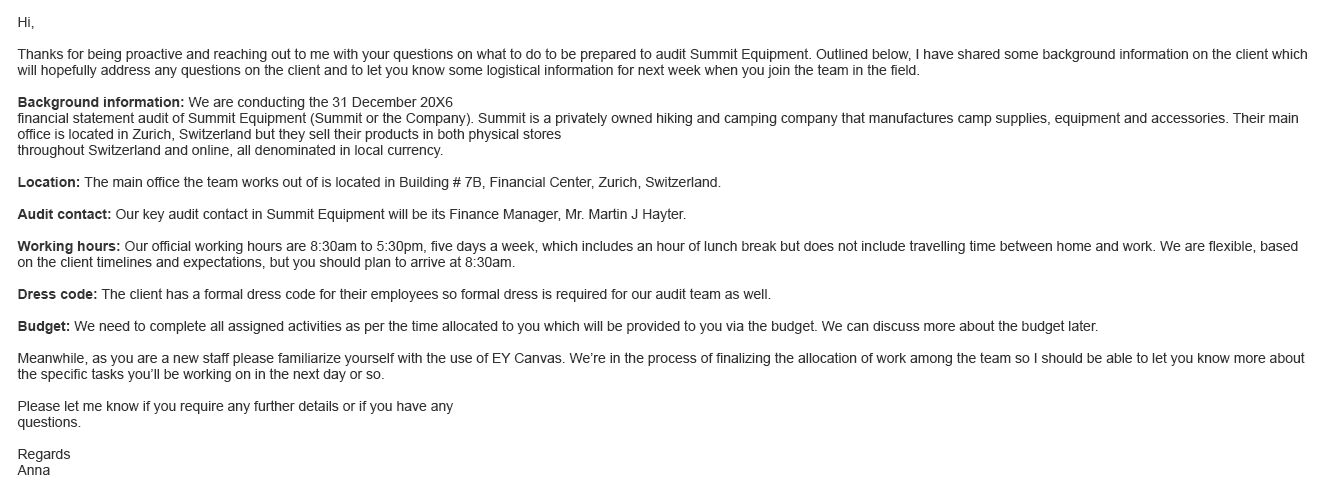 Hi,
Thanks for being proactive and reaching out to me with your questions on what to do to be prepared to audit Summit Equipment. Outlined below, I have shared some background information on the client which
will hopefully address any questions on the client and to let you know some logistical information for next week when you join the team in the field.
Background information: We are conducting the 31 December 20X6
financial statement audit of Summit Equipment (Summit or the Company). Summit is a privately owned hiking and camping company that manufactures camp supplies, equipment and accessories. Their main
office is located in Zurich, Switzerland but they sell their products in both physical stores
throughout Switzerland and online, all denominated in local currency.
Location: The main office the team works out of is located in Building # 7B, Financial Center, Zurich, Switzerland.
Audit contact: Our key audit contact in Summit Equipment will be its Finance Manager, Mr. Martin J Hayter.
Working hours: Our official working hours are 8:30am to 5:30pm, five days a week, which includes an hour of lunch break but does not include travelling time between home and work. We are flexible, based
on the client timelines and expectations, but you should plan to arrive at 8:30am.
Dress code: The client has a formal dress code for their employees so formal dress is required for our audit team as well.
Budget: We need to complete all assigned activities as per the time allocated to you which will be provided to you via the budget. We can discuss more about the budget later.
Meanwhile, as you are a new staff please familiarize yourself with the use of EY Canvas. We’re in the process of finalizing the allocation of work among the team so I should be able to let you know more about
the specific tasks you’ll be working on in the next day or so.
Please let me know if you require any further details or if you have any
questions.
Regards
Anna